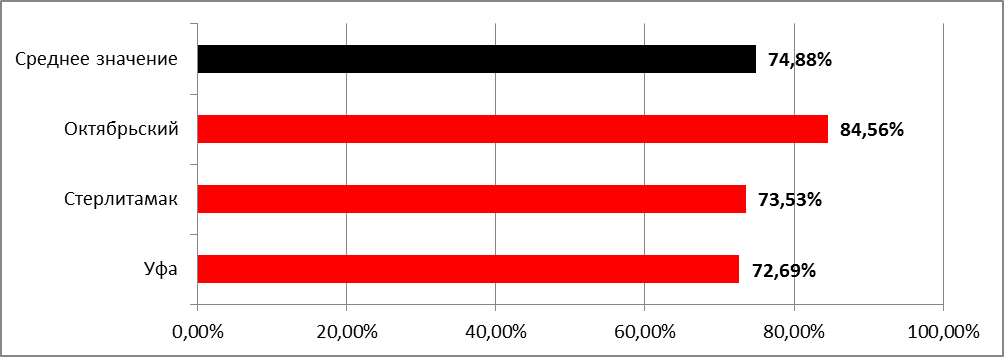 Среднее значение 74,88%
Октябрьский 84,56%
Стерлитамак 73,53%
Уфа 72,69%
0,00% 20,00% 40,00% 60,00% 80,00% 100,00%